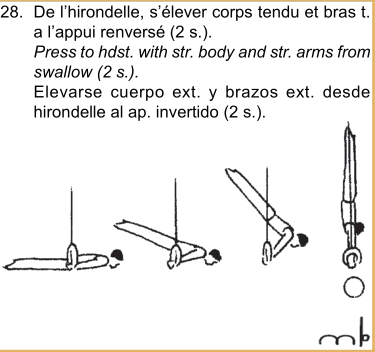 28. De l'hirondelle, s'élever corps tendu et bras t.
a l'appui renversé (2 s.).
Press to hdst. with str. body and str. arms from
swallow (2 s.).
Elevarse cuerpo ext. y brazos ext. desde
hirondelle al ap. invertido (2 s.).